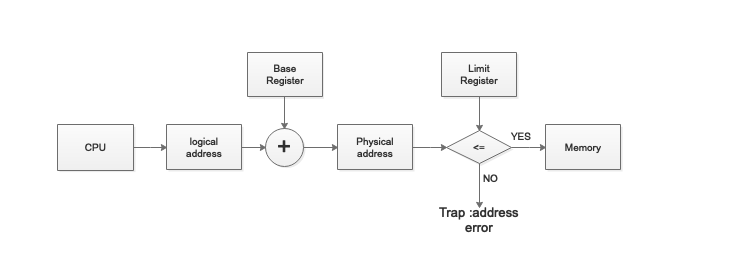 Base
Register
Limit
Register
CPU
logical
address
+
Physical
address
<=
YES
Memory
NO
Trap :address
error